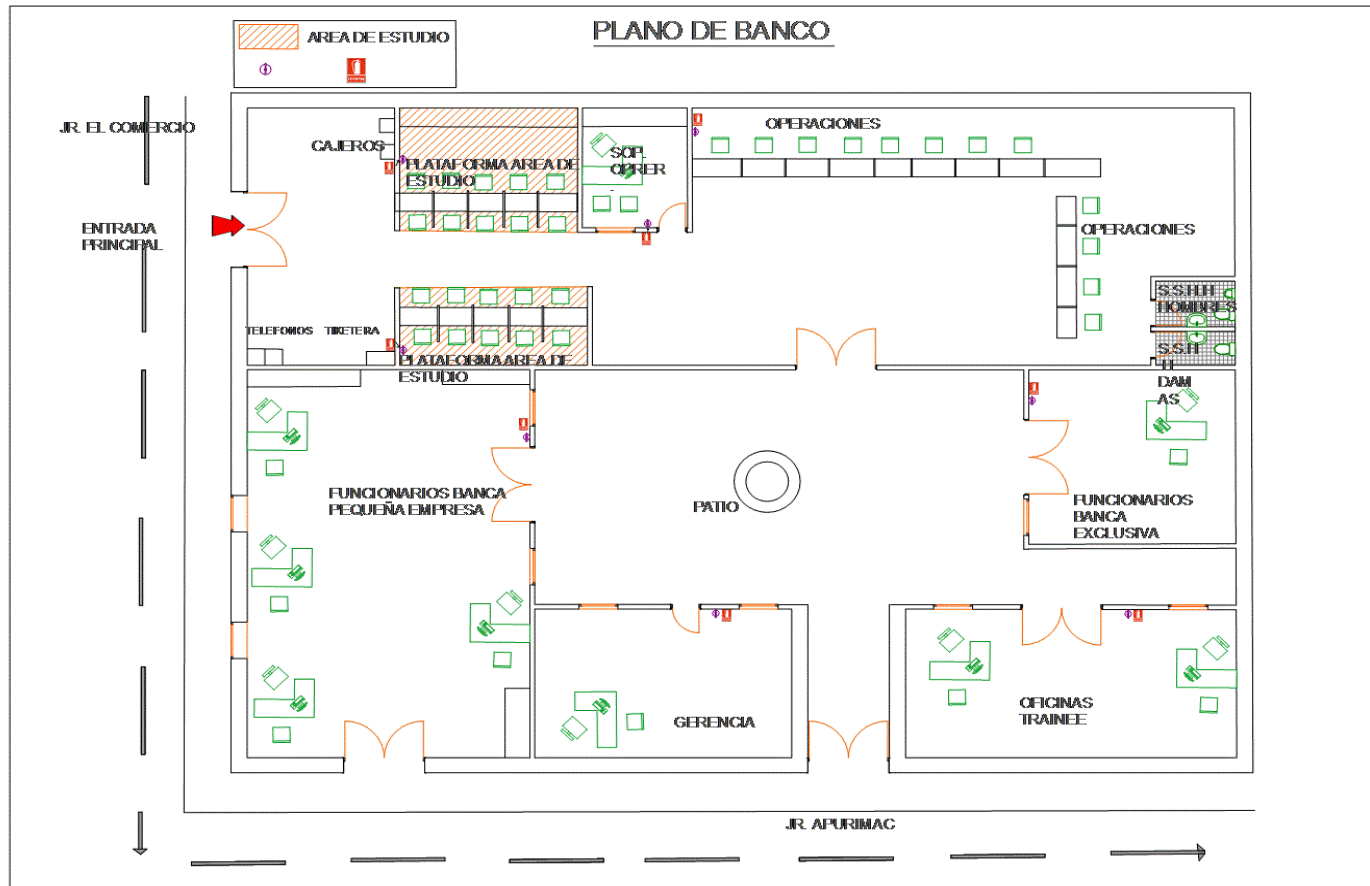 PLANO DE BANCO
AREA DE ESTUDIO
JR. EL COMERCIO
CAJEROS
PLATAFORMA AREA DE
ESTUDIO
SOP.
OPRER
OPERACIONES
ENTRADA
PRINCIPAL
OPERACIONES
S.S.H.H
HOMBRES
TELEFONOS TIKETERA
PLATAFORMA AREA DE
ESTUDIO
S.S.H
H
DAM
AS
FUNCIONARIOS BANCA
PEQUEÑA EMPRESA
PATIO
FUNCIONARIOS
BANCA
EXCLUSIVA
GERENCIA
OFICINAS
TRAINEE
JR. APURIMAC